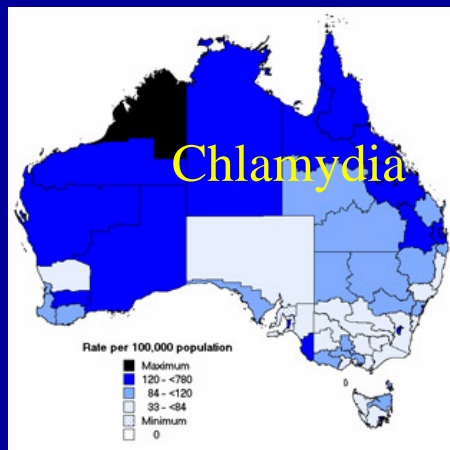 Chlamydia
Rate per 100,000 population
Maximum
120 - <780
84 - <120
33 - <84
Minimum
0